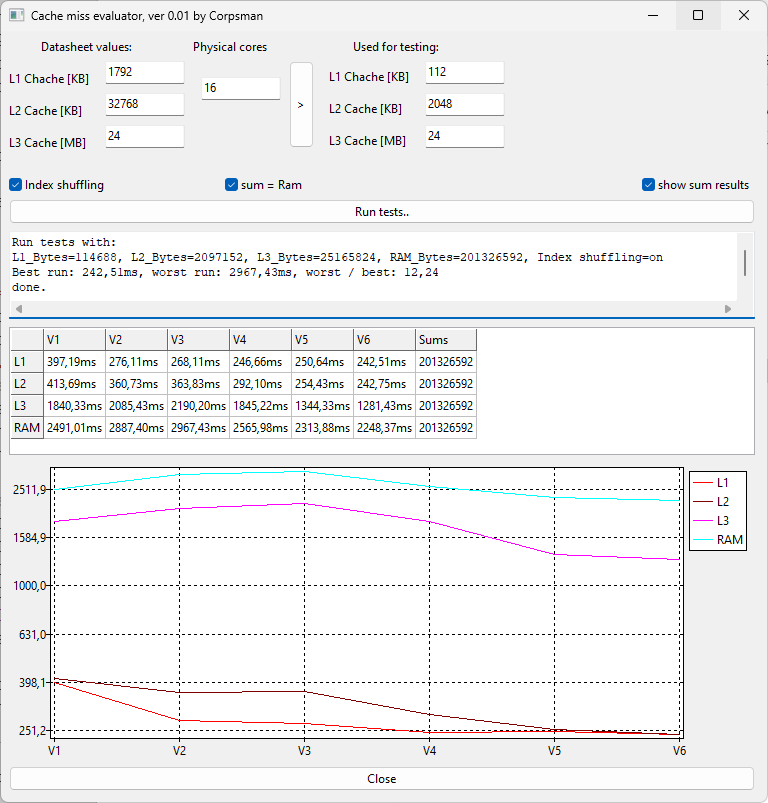 Cache miss evaluator, ver 0.01 by Corpsman
Datasheet values: Physical cores Used for testing:
L1 Chache [KB] 1792 16 > L1 Chache [KB] 112
L2 Cache [KB] 32768 L2 Cache [KB] 2048
L3 Cache [MB] 24 L3 Cache [MB] 24
Index shuffling sum = Ram show sum results
Run tests..
Run tests with:
L1_Bytes=114688, L2_Bytes=2097152, L3_Bytes=25165824, RAM_Bytes=201326592, Index shuffling=on
Best run: 242,51ms, worst run: 2967,43ms, worst / best: 12,24
done.
V1 V2 V3 V4 V5 V6 Sums
L1 397,19ms 276,11ms 268,11ms 246,66ms 250,64ms 242,51ms 201326592
L2 413,69ms 360,73ms 363,83ms 292,10ms 254,43ms 242,75ms 201326592
L3 1840,33ms 2085,43ms 2190,20ms 1845,22ms 1344,33ms 1281,43ms 201326592
RAM 2491,01ms 2887,40ms 2967,43ms 2565,98ms 2313,88ms 2248,37ms 201326592
2511,9
1584,9
1000,0
631,0
398,1
251,2
V1 V2 V3 V4 V5 V6
L1
L2
L3
RAM
Close